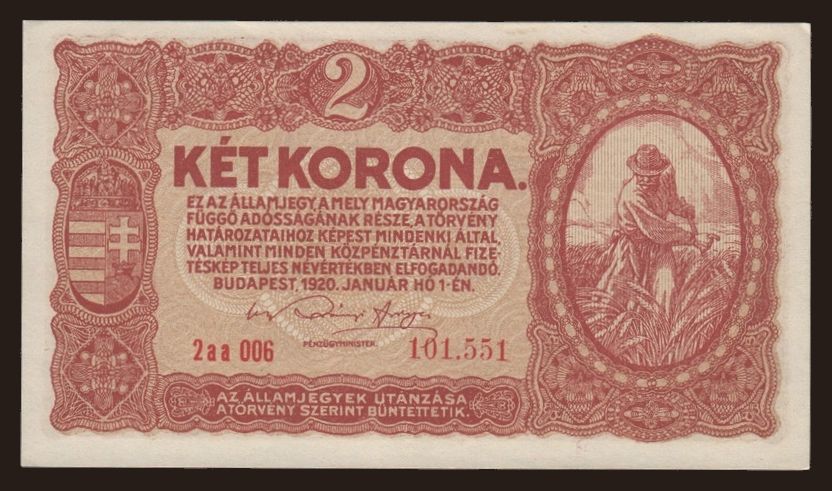 2
KÉT KORONA.
EZ AZ ÁLLAMJEGY, A MELY MAGYARORSZÁG
FÜGGŐ ADÓSSÁGÁNAK RÉSZE, A TÖRVÉNY
HATÁROZATAIHOZ KÉPEST MINDENKI ÁLTAL,
VALAMINT MINDEN KÖZPÉNZTÁRNÁL FIZE-
TÉSKÉP TELJES NÉVÉRTÉKBEN ELFOGADANDÓ.
BUDAPEST, 1920. JANUÁR HÓ 1-ÉN.
PÉNZÜGYMINISTER.
2aa 006 101.551
AZ ÁLLAMJEGYEK UTÁNZÁSA
A TÖRVÉNY SZERINT BÜNTETTETIK.